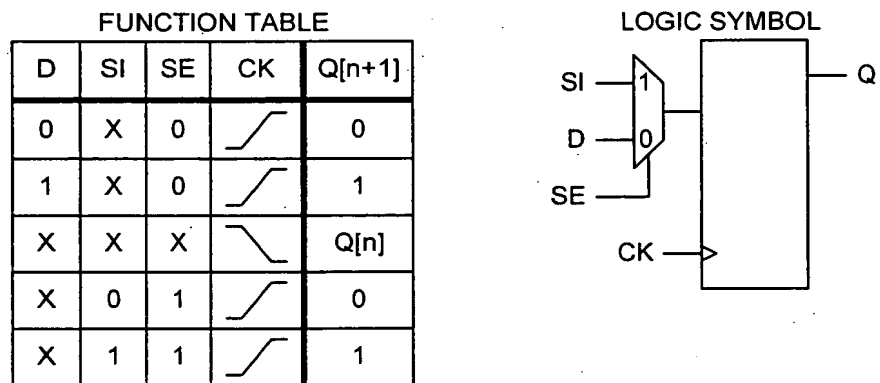 FUNCTION TABLE
D SI SE CK Q[n+1]
0 X 0 0
1 X 0 1
X X X Q[n]
X 0 1 0
X 1 1 1
LOGIC SYMBOL
SI 1 Q
D 0
SE
CK